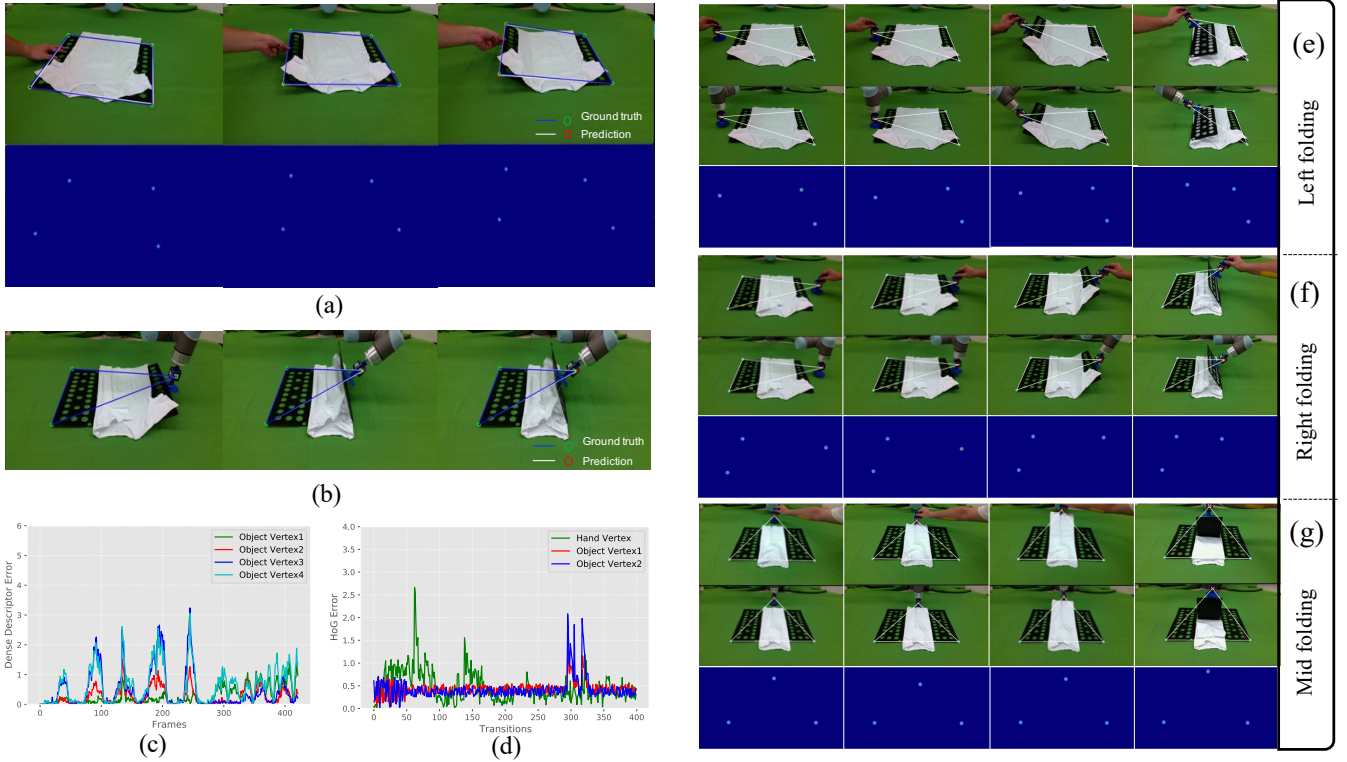 Ground truth
Prediction
(a)
Ground truth
Prediction
(b)
Dense Descriptor Error
6
5
4
3
2
1
0
0
100
200
300
400
Frames
Object Vertex1
Object Vertex2
Object Vertex3
Object Vertex4
(c)
HoG Error
4.0
3.5
3.0
2.5
2.0
1.5
1.0
0.5
0.0
0
50
100
150
200
250
300
350
400
Transitions
Hand Vertex
Object Vertex1
Object Vertex2
(d)
(e)
Left folding
(f)
Right folding
(g)
Mid folding